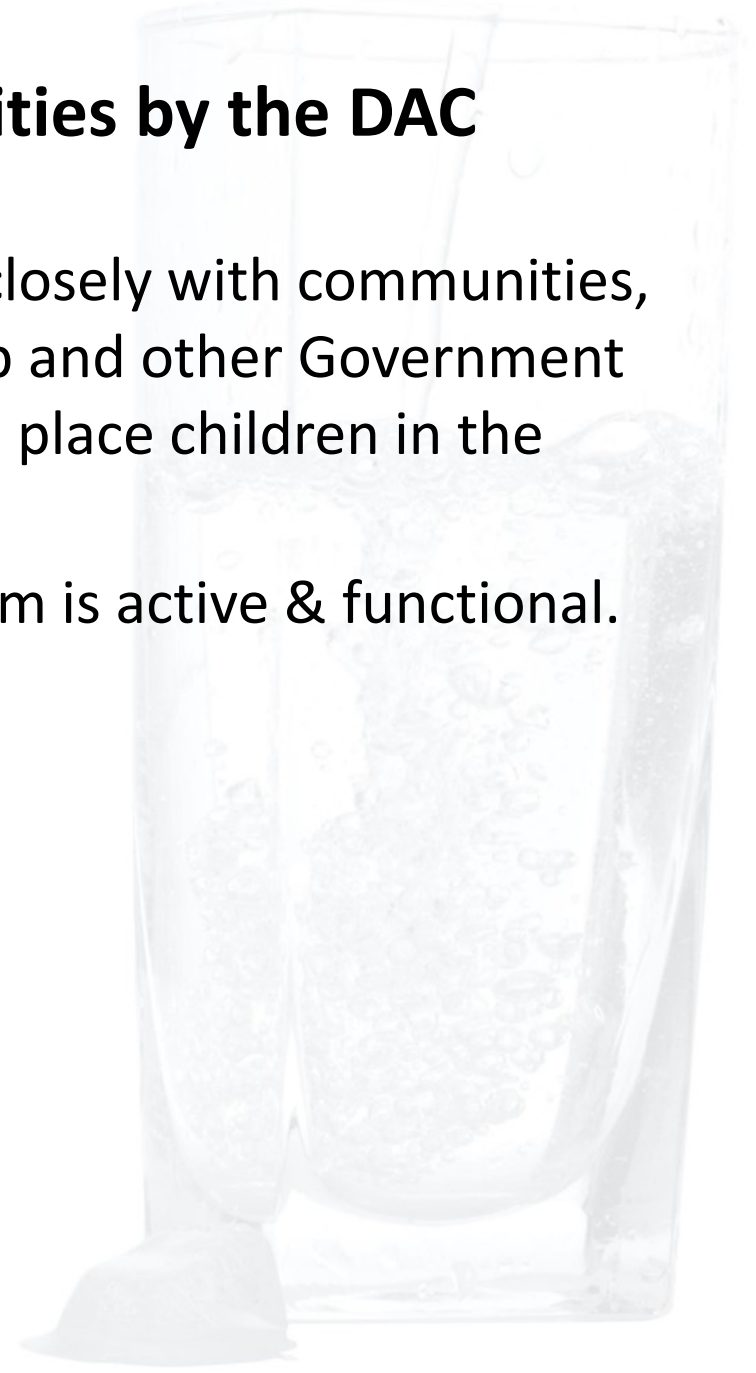 ities by the DAC
closely with communities,
and other Government
place children in the
m is active & functional.